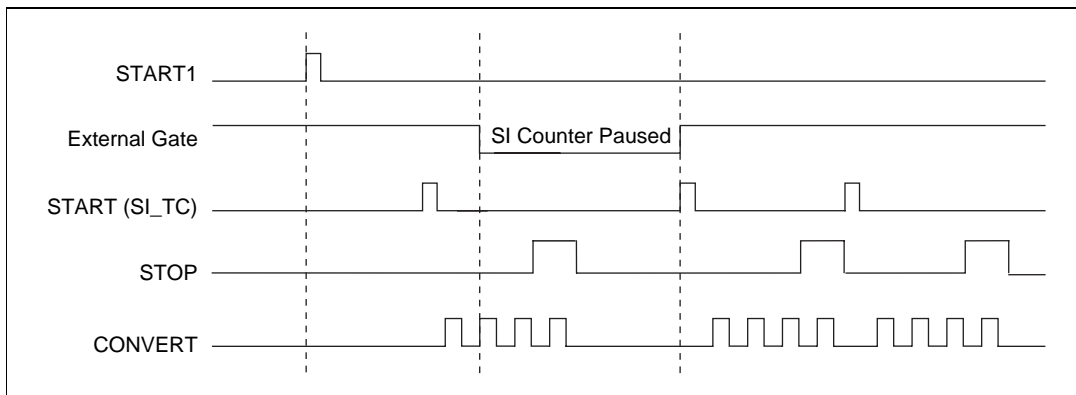 START1
External Gate
SI Counter Paused
START (SI_TC)
STOP
CONVERT